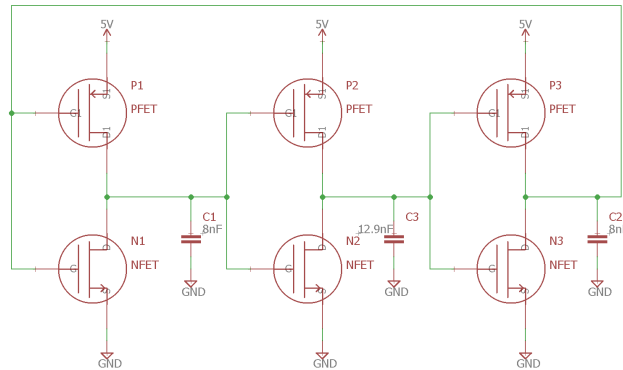 5V
5V
5V
P1
PFET
G1
S1
D1
P2
PFET
G1
S1
D1
P3
PFET
G1
S1
D1
C1
8nF
C3
12.9nF
C2
8n
N1
NFET
G
D
S
N2
NFET
G
D
S
N3
NFET
G
D
S
GND
GND
GND
GND
GND
GND